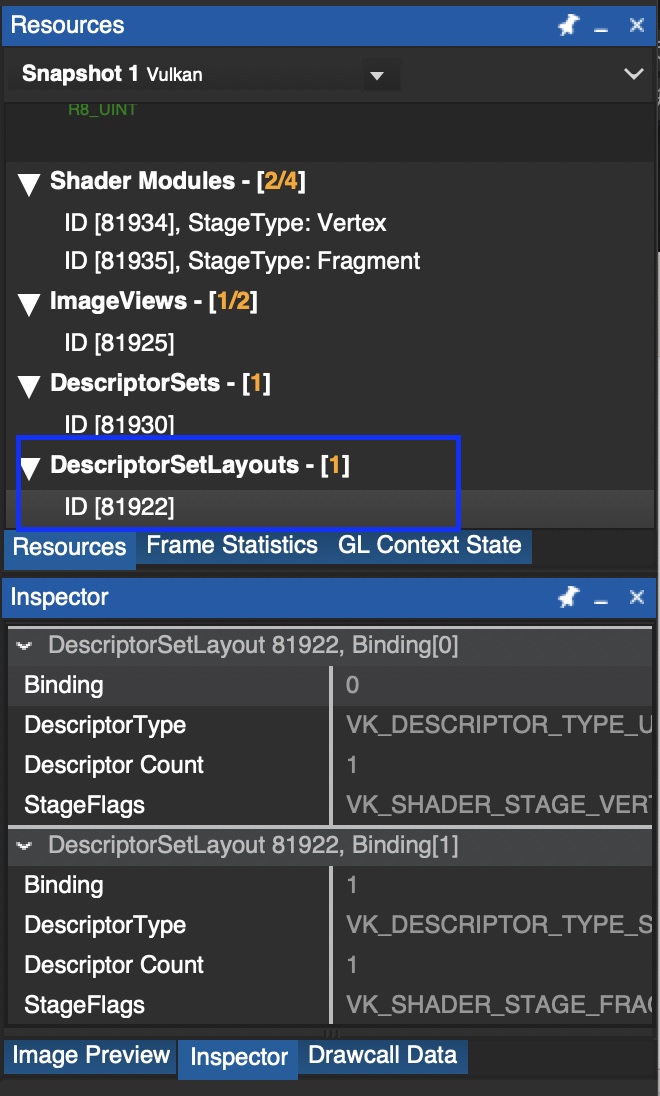 Resources
Snapshot 1 Vulkan
R8_UINT
Shader Modules - [2/4]
ID [81934], StageType: Vertex
ID [81935], StageType: Fragment
ImageViews - [1/2]
ID [81925]
DescriptorSets - [1]
ID [81930]
DescriptorSetLayouts - [1]
ID [81922]
Resources Frame Statistics GL Context State
Inspector
DescriptorSetLayout 81922, Binding[0]
Binding 0
DescriptorType VK_DESCRIPTOR_TYPE_U
Descriptor Count 1
StageFlags VK_SHADER_STAGE_VERT
DescriptorSetLayout 81922, Binding[1]
Binding 1
DescriptorType VK_DESCRIPTOR_TYPE_S
Descriptor Count 1
StageFlags VK_SHADER_STAGE_FRAG
Image Preview Inspector Drawcall Data